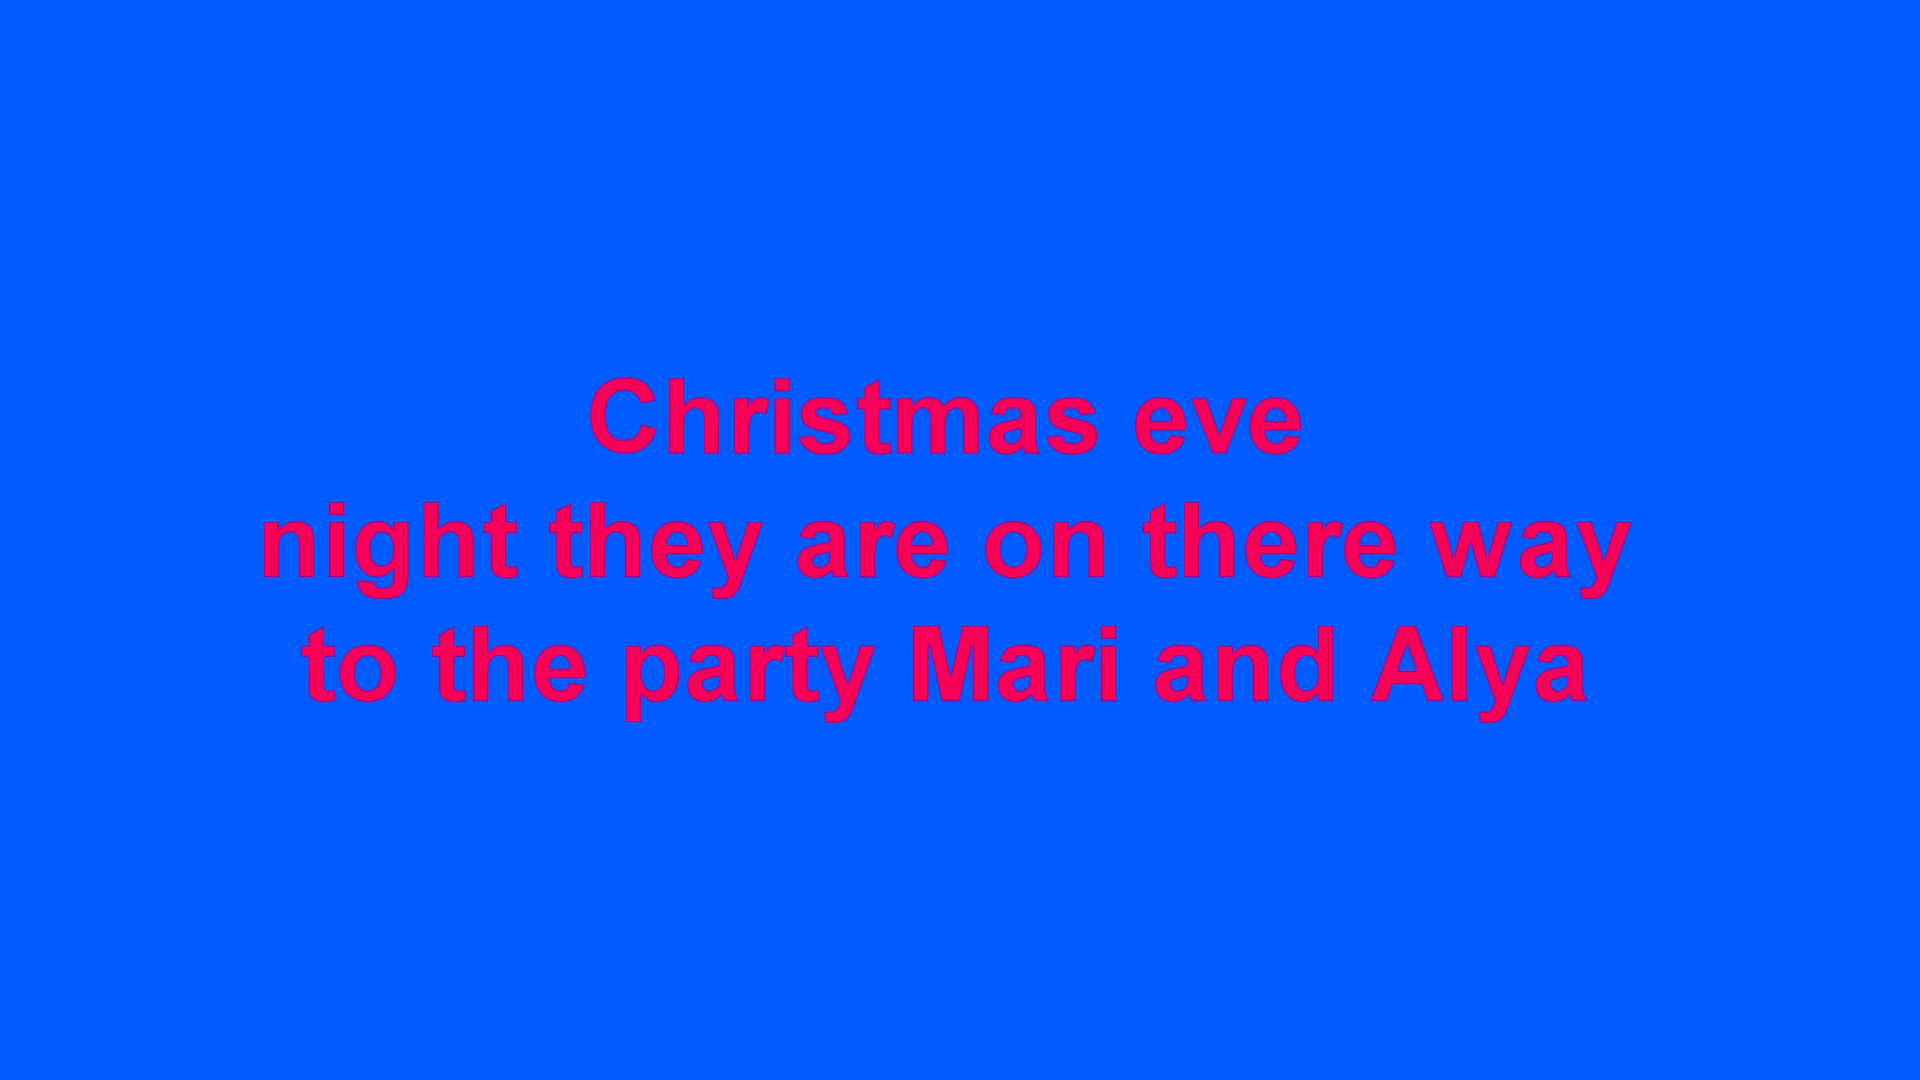 Christmas eve
night they are on there way
to the party Mari and Alya